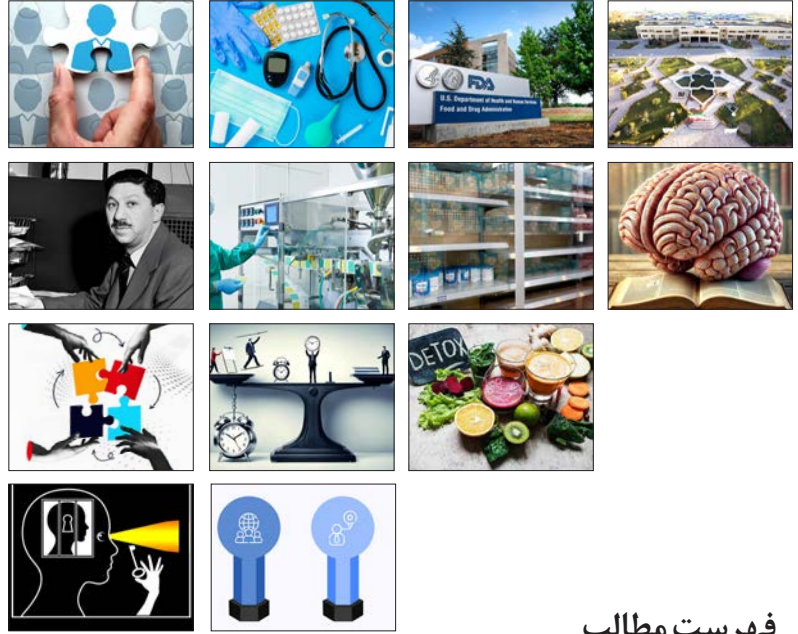 FDA
U.S. Department of Health and Human Services
Food and Drug Administration
DETOX
فهرست مطالب